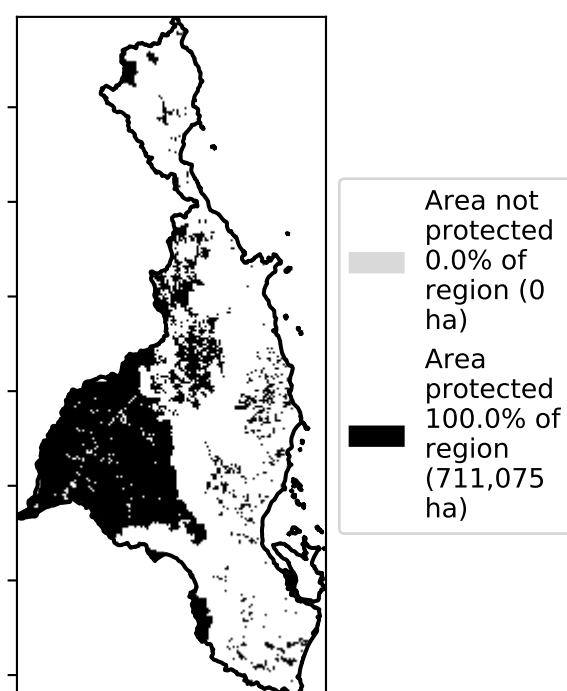 Area not
protected
0.0% of
region (0
ha)
Area
protected
100.0% of
region
(711,075
ha)